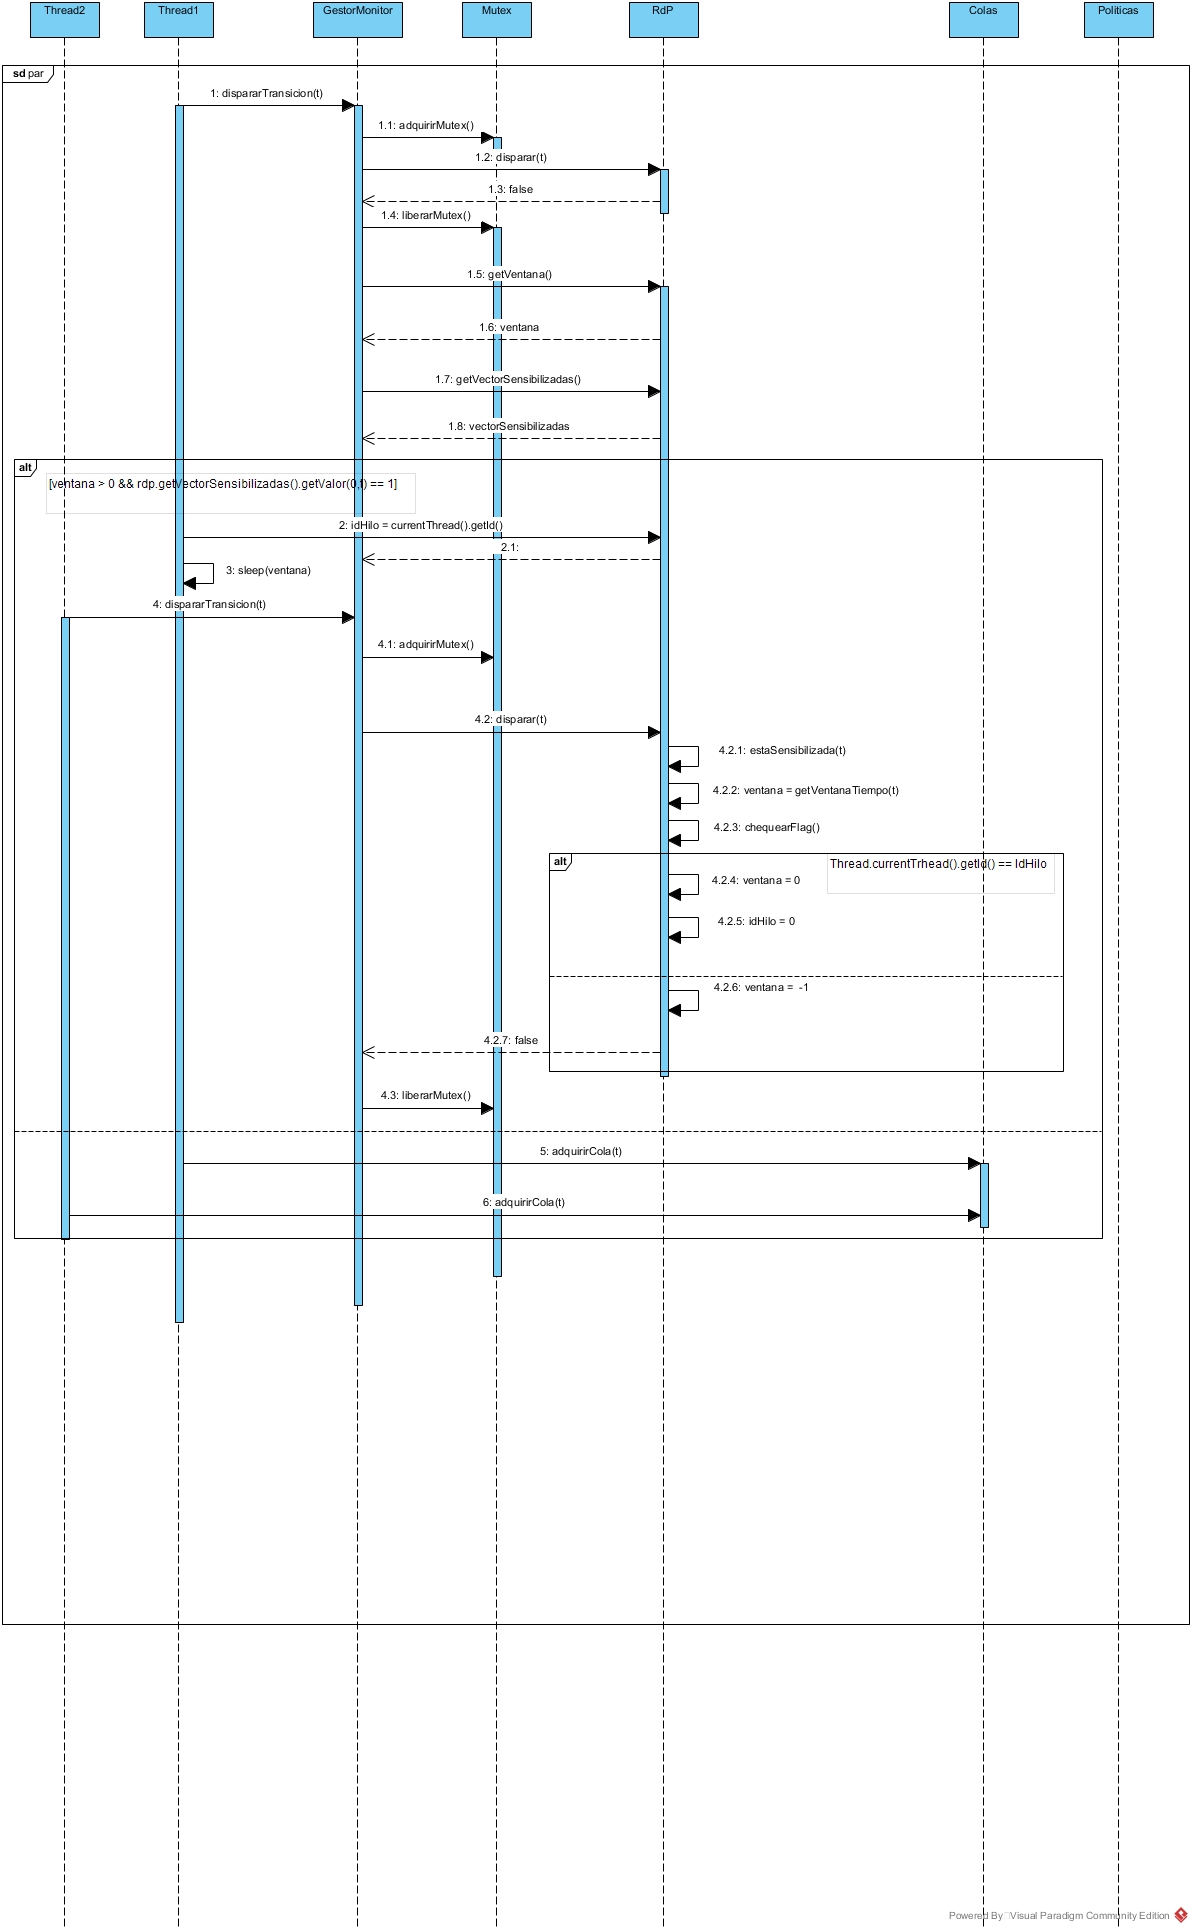 Thread2
Thread1
GestorMonitor
Mutex
RdP
Colas
Politicas
sd par
1: dispararTransicion(t)
1.1: adquirirMutex()
1.2: disparar(t)
1.3: false
1.4: liberarMutex()
1.5: getVentana()
1.6: ventana
1.7: getVectorSensibilizadas()
1.8: vectorSensibilizadas
alt
[ventana > 0 && rdp.getVectorSensibilizadas().getValor(0,t) == 1]
2: idHilo = currentThread().getId()
2.1:
3: sleep(ventana)
4: dispararTransicion(t)
4.1: adquirirMutex()
4.2: disparar(t)
4.2.1: estaSensibilizada(t)
4.2.2: ventana = getVentanaTiempo(t)
4.2.3: chequearFlag()
alt
Thread.currentTrhead().getId() == IdHilo
4.2.4: ventana = 0
4.2.5: idHilo = 0
4.2.6: ventana = -1
4.2.7: false
4.3: liberarMutex()
5: adquirirCola(t)
6: adquirirCola(t)
Powered By Visual Paradigm Community Edition